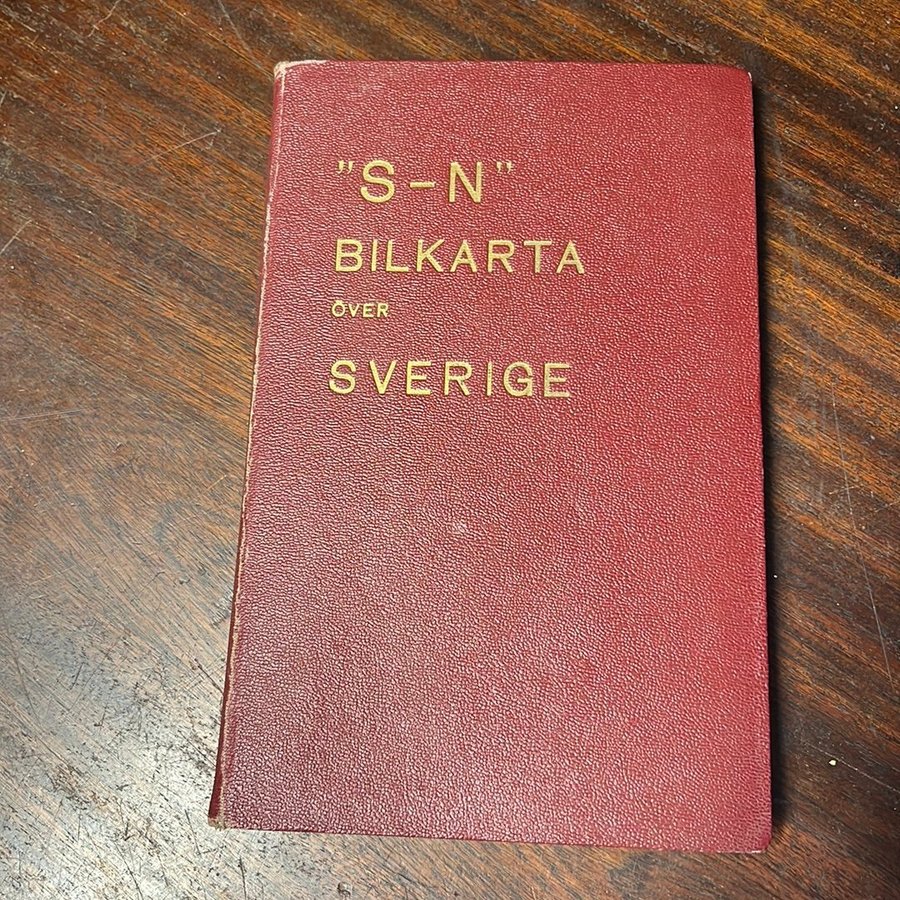 "S-N"
BILKARTA
ÖVER
SVERIGE